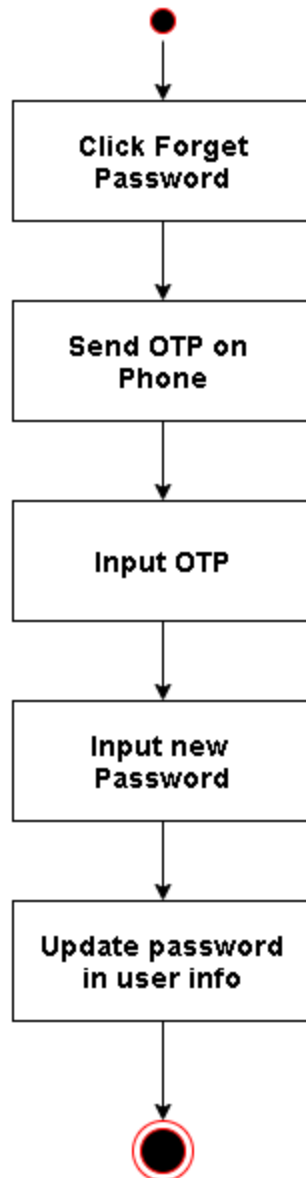 Click Forget
Password
Send OTP on
Phone
Input OTP
Input new
Password
Update password
in user info